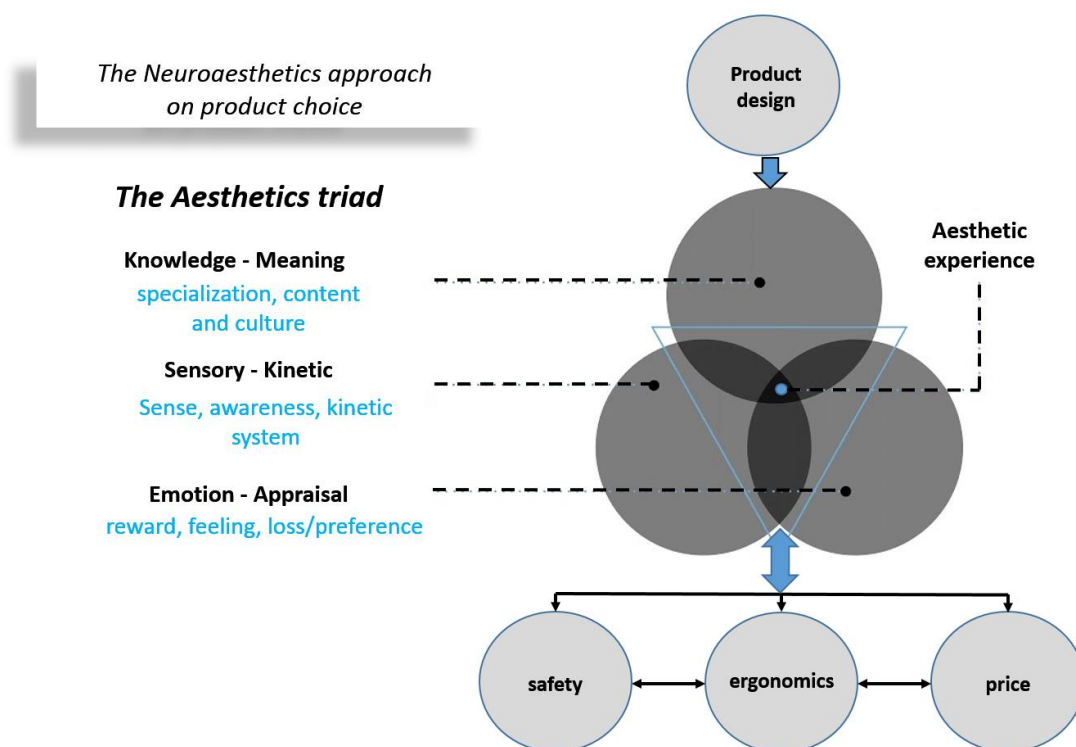 The Neuroaesthetics approach
on product choice
Product
design
The Aesthetics triad
Aesthetic
experience
Knowledge - Meaning
specialization, content
and culture
Sensory - Kinetic
Sense, awareness, kinetic
system
Emotion - Appraisal
reward, feeling, loss/preference
safety
ergonomics
price